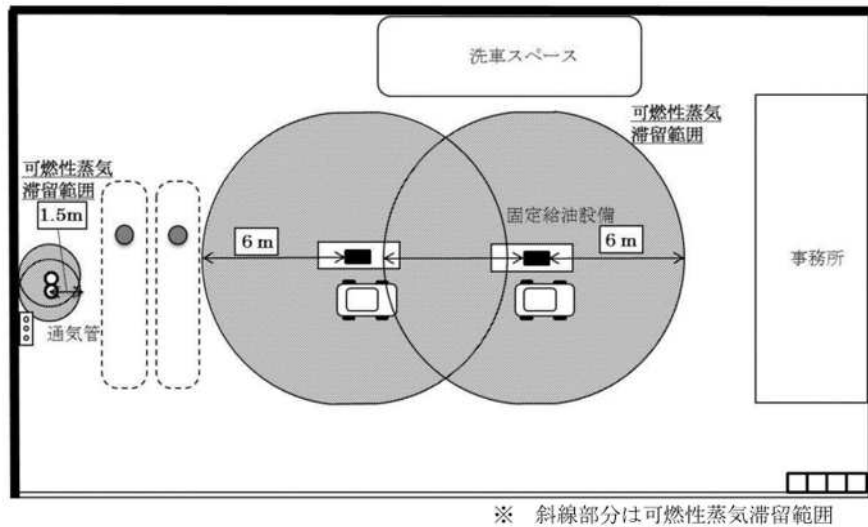 洗車スペース
可燃性蒸気
滞留範囲
可燃性蒸気
滞留範囲
1.5m
固定給油設備
6 m
6 m
事務所
通気管
※ 斜線部分は可燃性蒸気滞留範囲